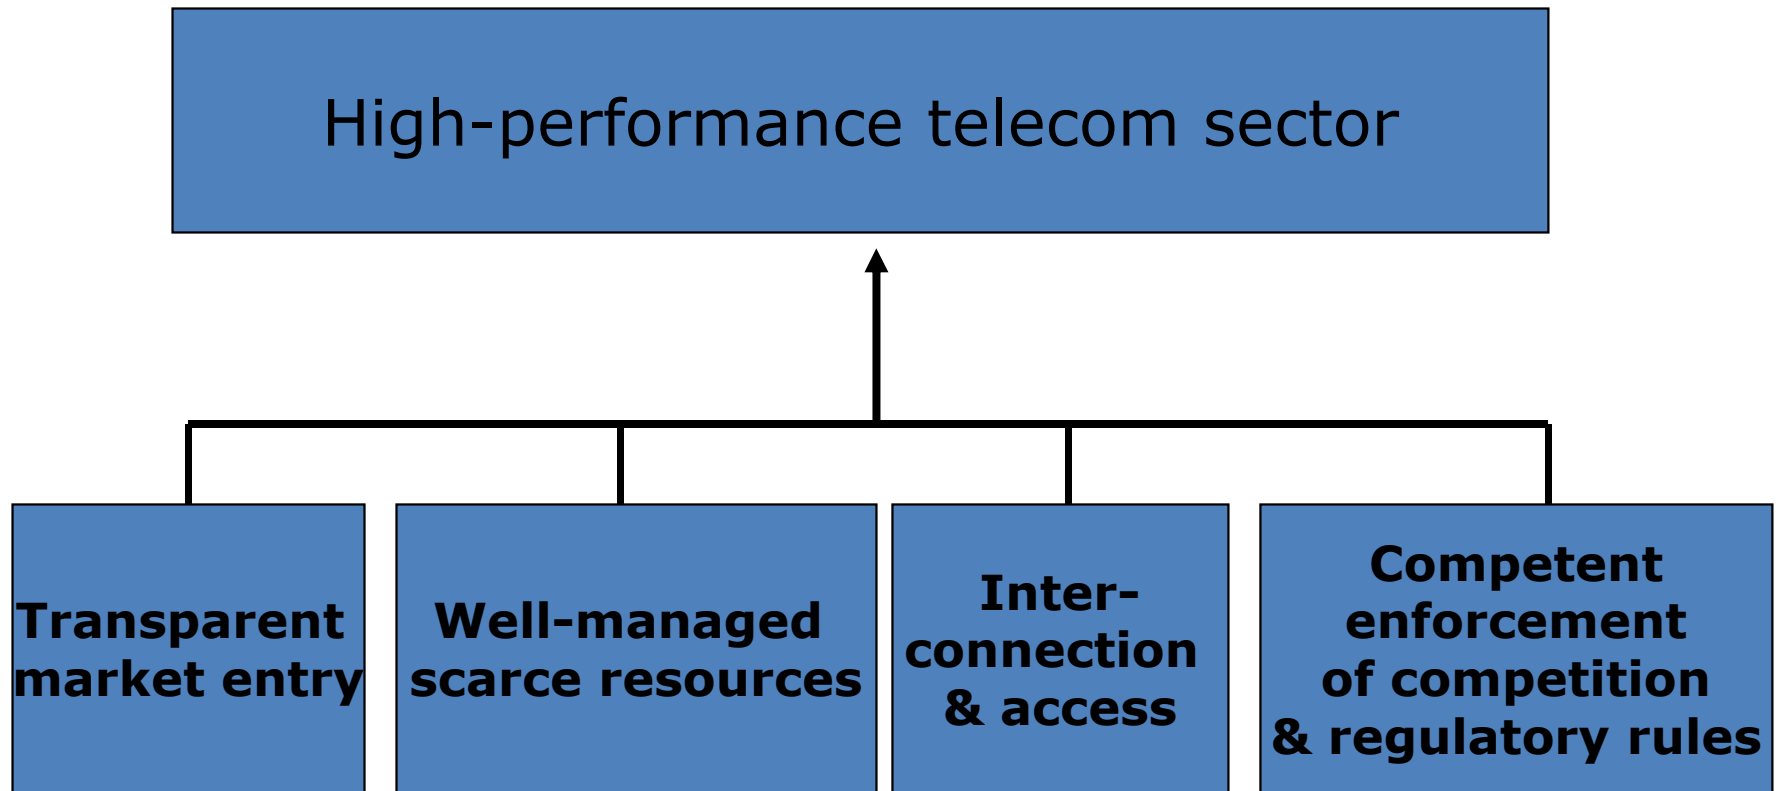 High-performance telecom sector
Transparent
market entry
Well-managed
scarce resources
Inter-
connection
& access
Competent
enforcement
of competition
& regulatory rules